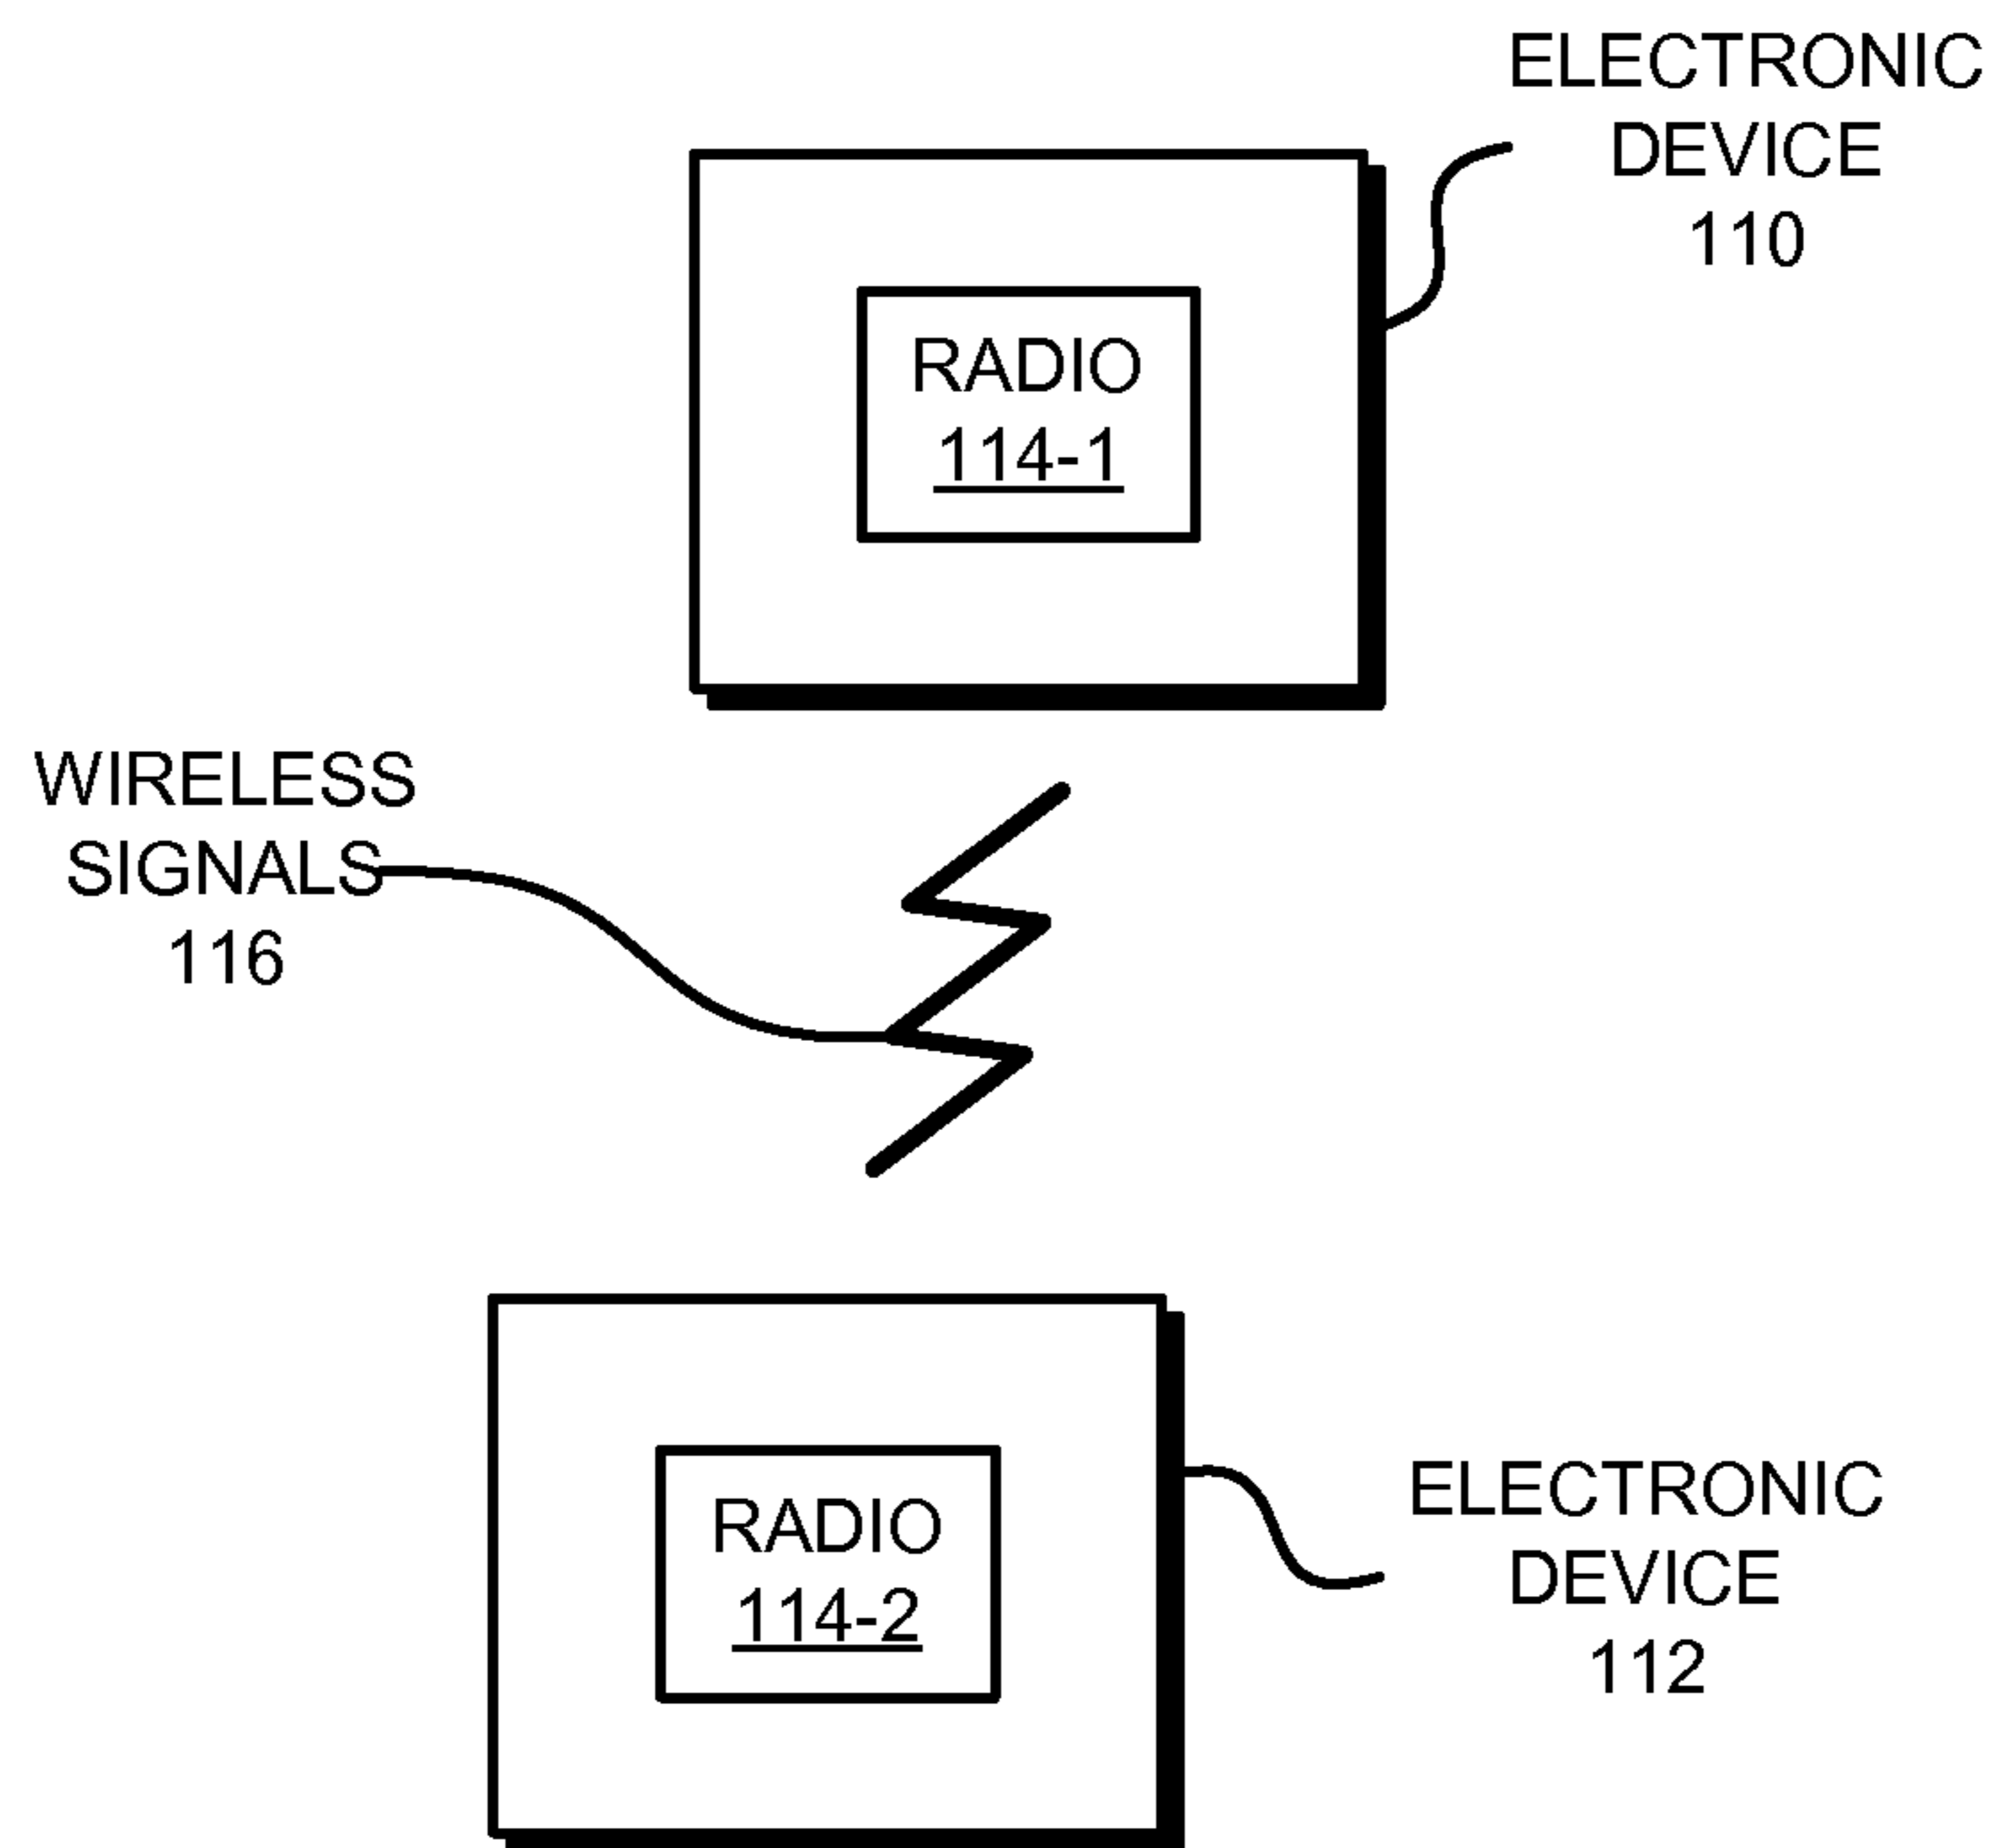 ELECTRONIC
DEVICE
110
RADIO
114-1
WIRELESS
SIGNALS
116
RADIO
114-2
ELECTRONIC
DEVICE
112